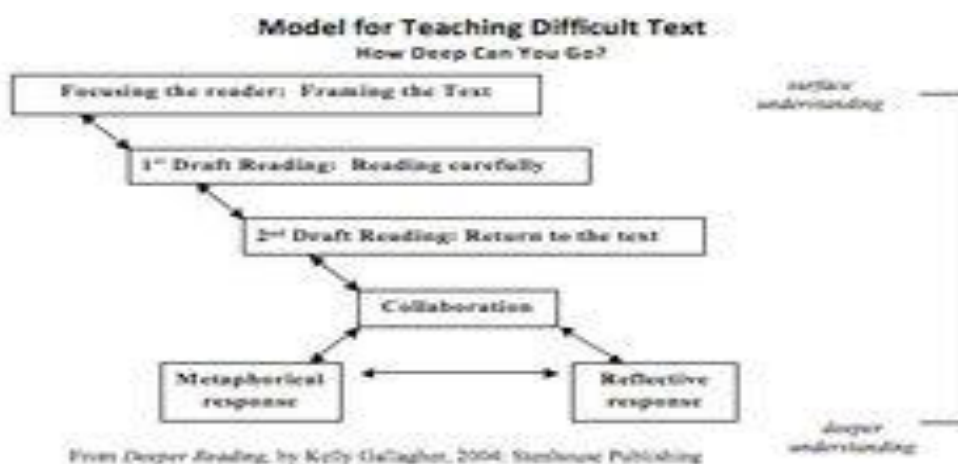 Model for Teaching Difficult Text
How Deep Can You Go?
Focusing the reader: Framing the Text
surface
understanding
1st Draft Reading: Reading carefully
2nd Draft Reading: Return to the text
Collaboration
Metaphorical
response
Reflective
response
deeper
understanding
From Deeper Reading, by Kelly Gallagher, 2004. Stenhouse Publishing